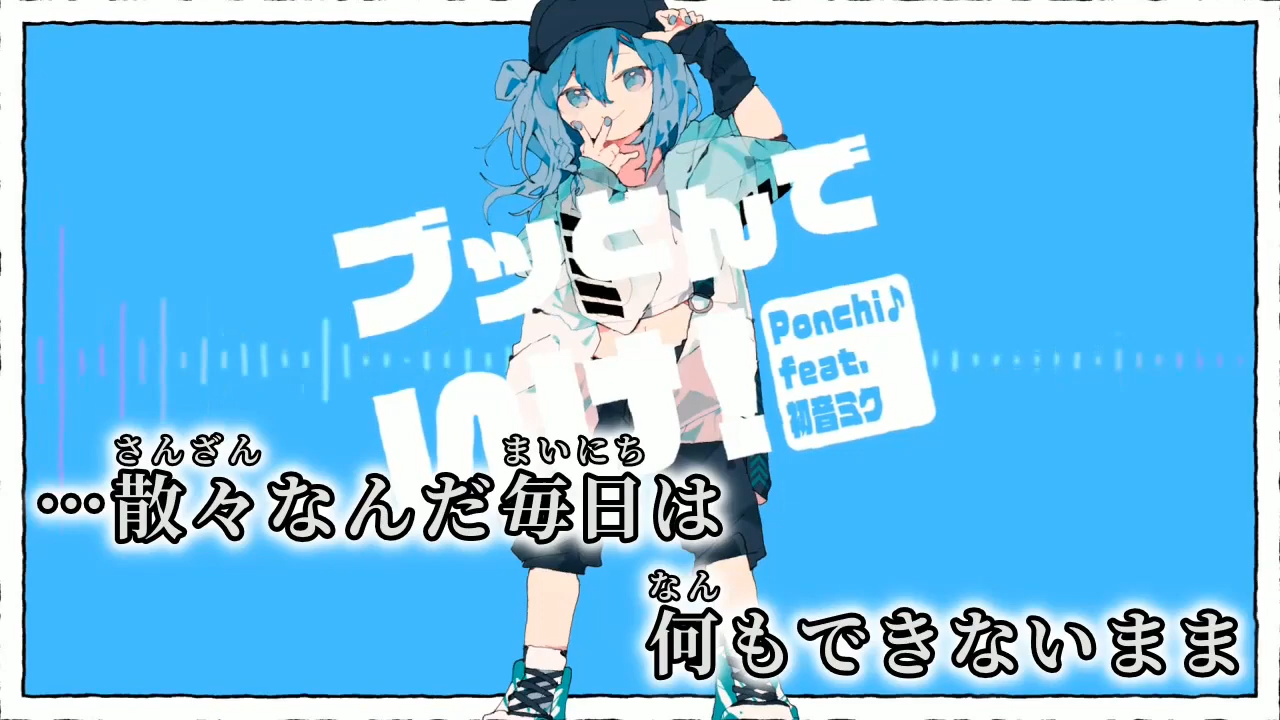 ブッとんで
いけ!
Ponchi♪
feat.
初音ミク
さんざん まいにち
…散々なんだ毎日は
なん
何もできないまま